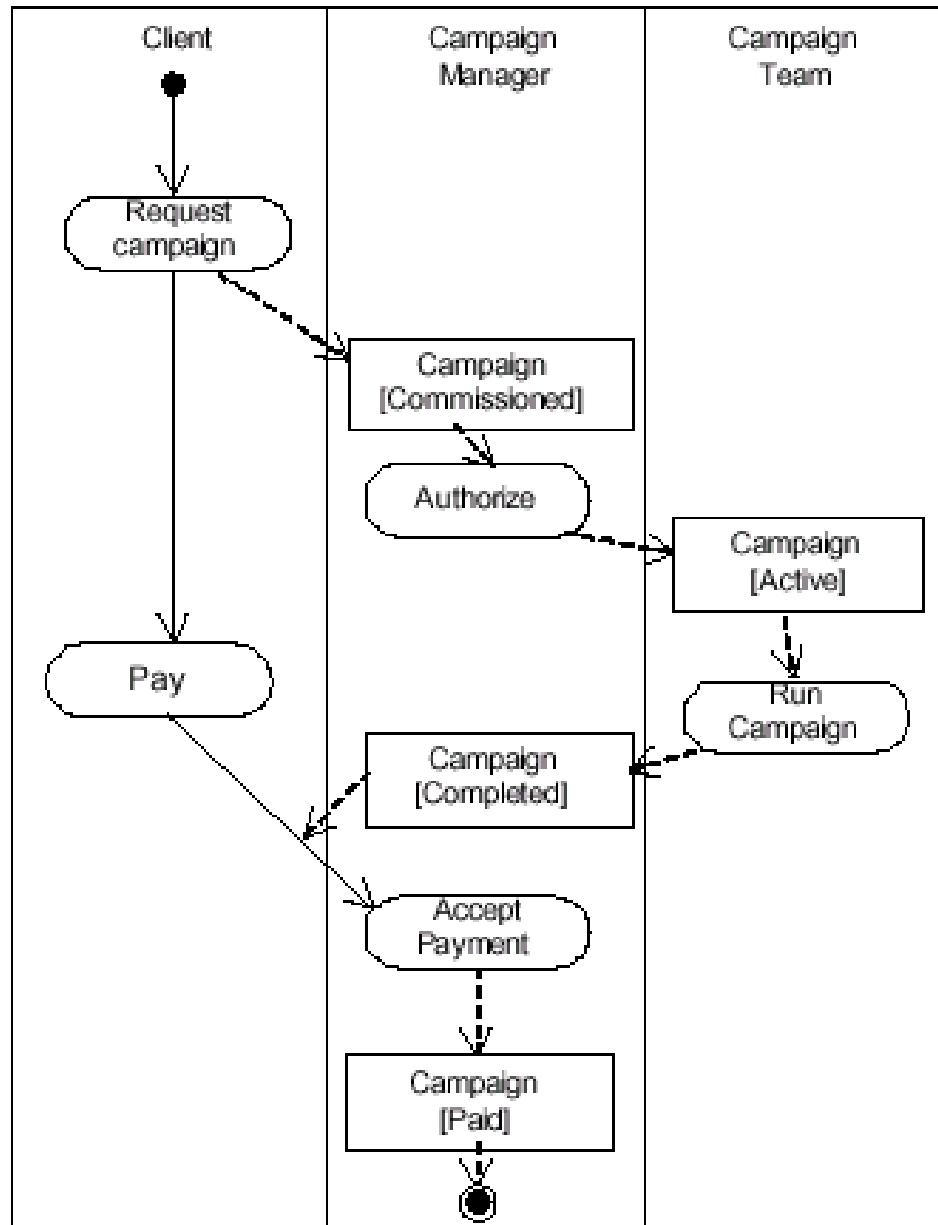 Client
Campaign
Manager
Campaign
Team
Request
campaign
Campaign
[Commissioned]
Authorize
Campaign
[Active]
Pay
Run
Campaign
Campaign
[Completed]
Accept
Payment
Campaign
[Paid]